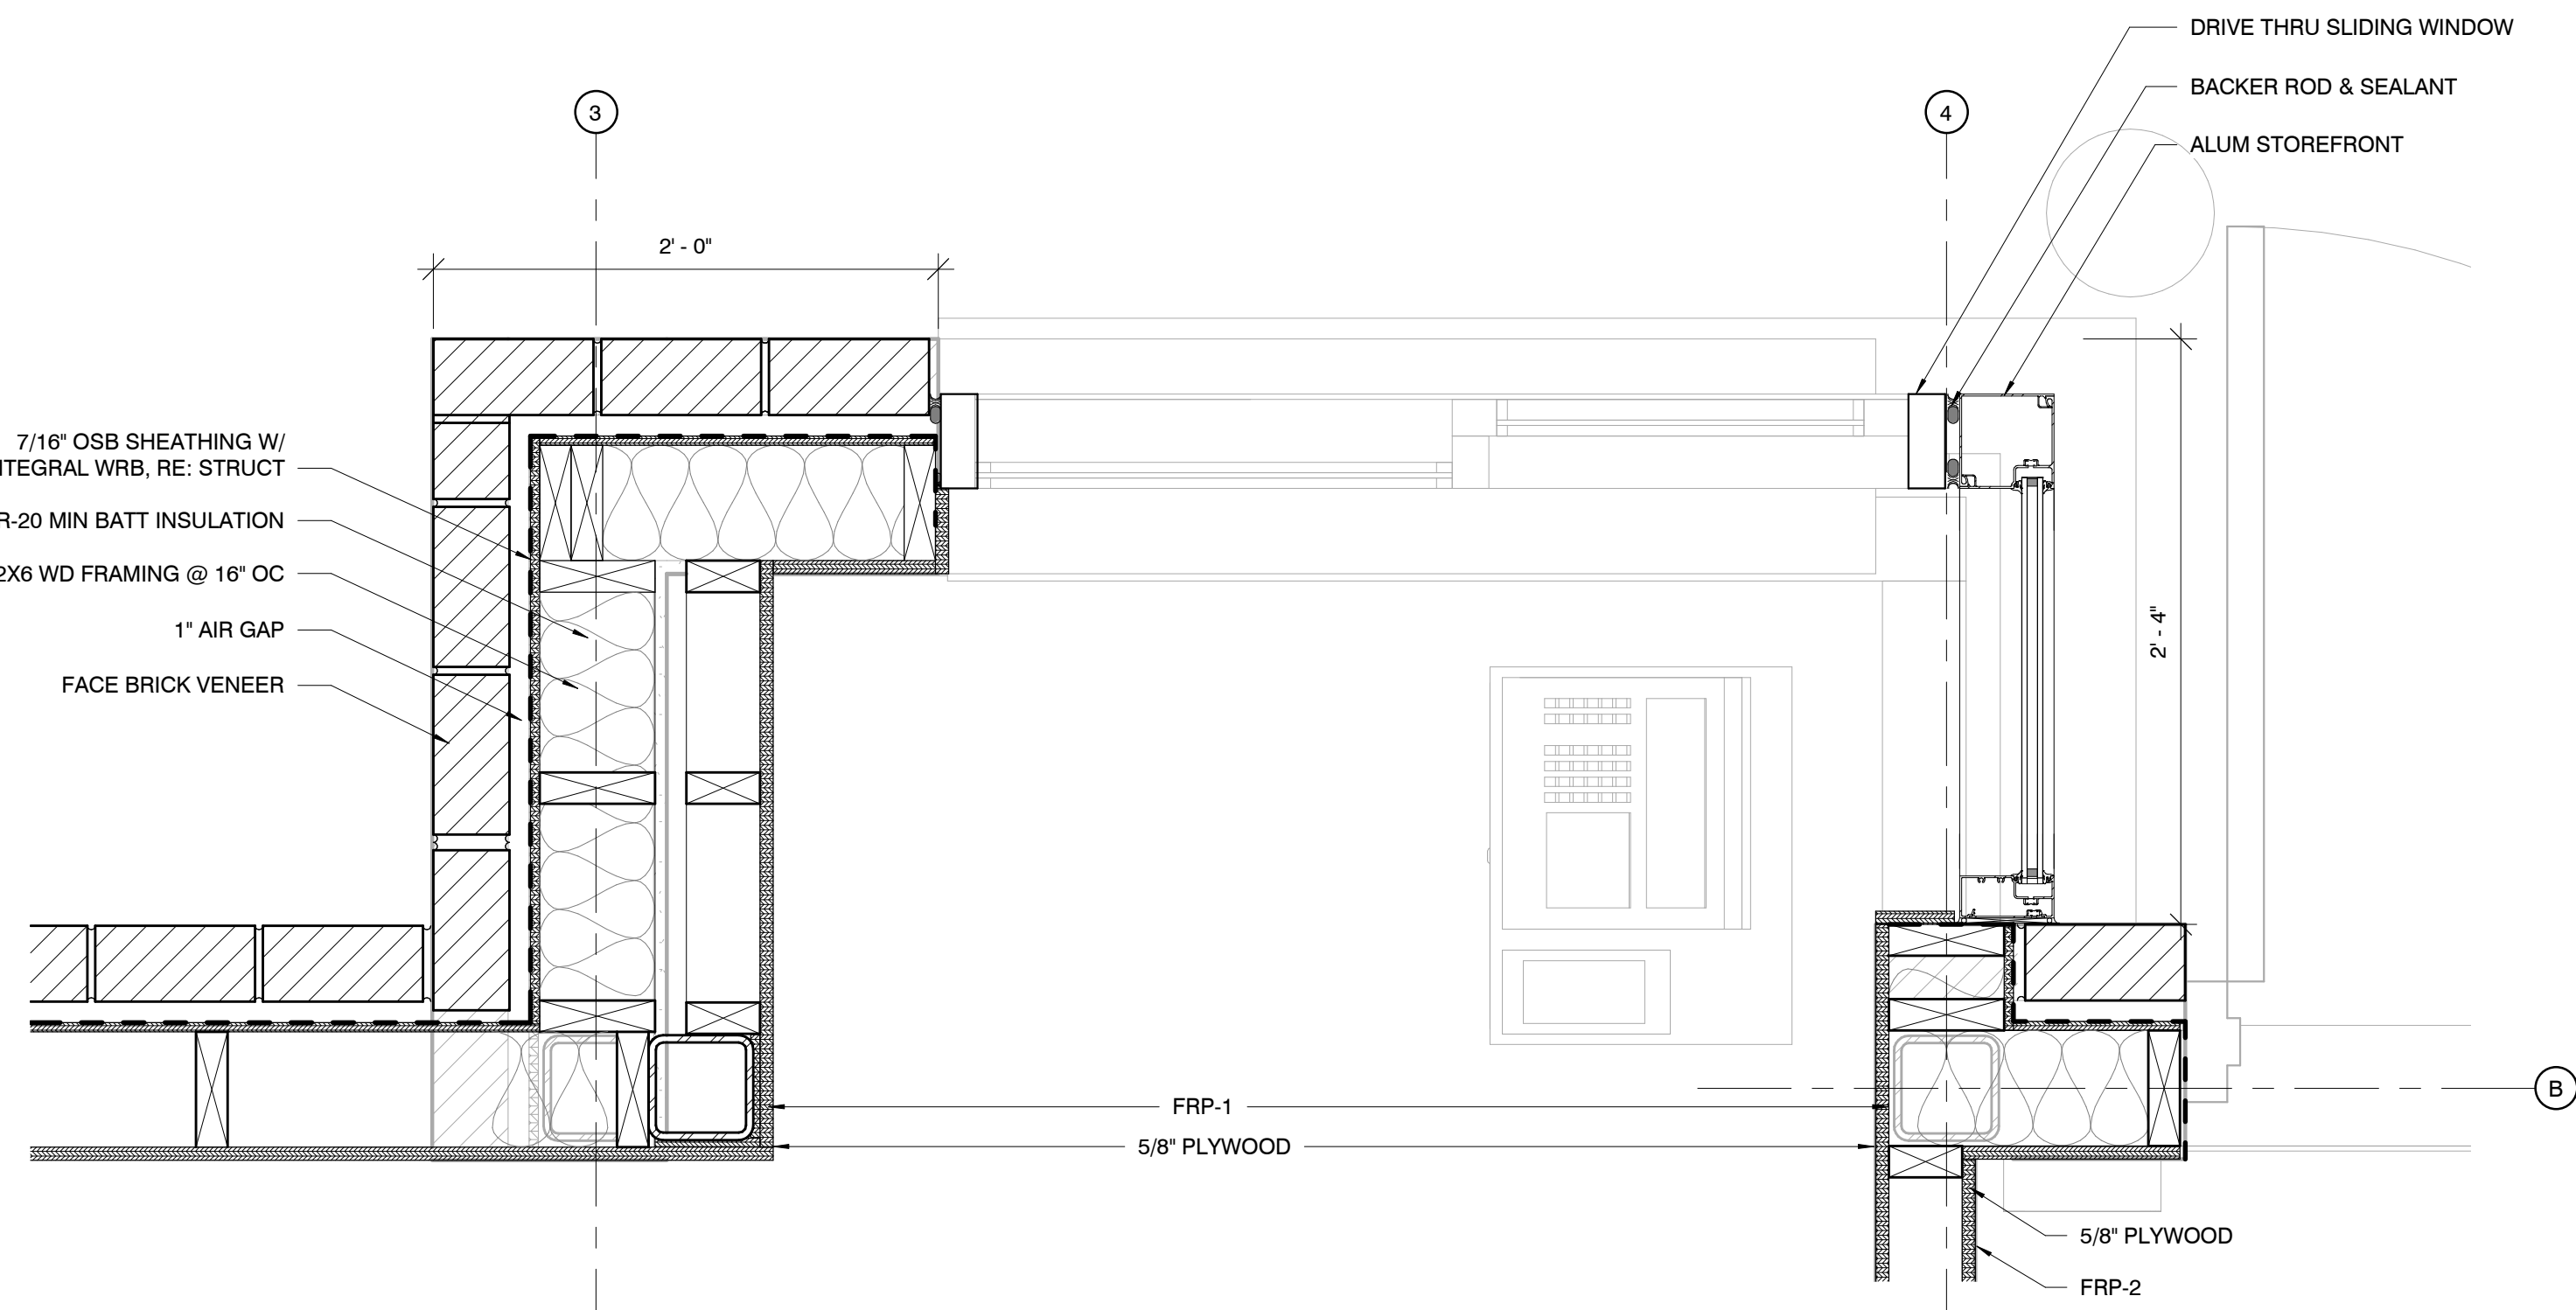 DRIVE THRU SLIDING WINDOW
BACKER ROD & SEALANT
ALUM STOREFRONT
3
4
2' - 0"
7/16" OSB SHEATHING W/
NTEGRAL WRB, RE: STRUCT
R-20 MIN BATT INSULATION
2X6 WD FRAMING @ 16" OC
1" AIR GAP
FACE BRICK VENEER
2' - 4"
B
FRP-1
5/8" PLYWOOD
5/8" PLYWOOD
FRP-2